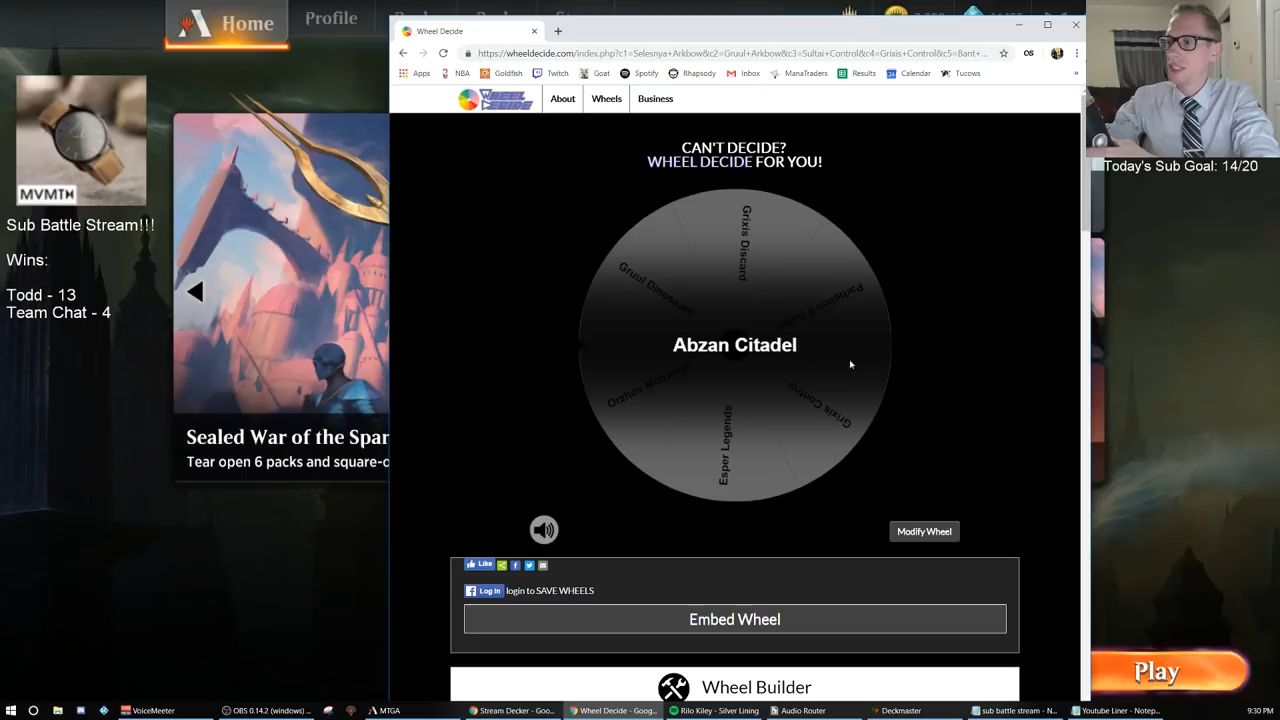 Home
Profile
Wheel Decide
https://wheeldecide.com/index.php?c1=Selesnya+Arkbow&c2=Gruul+Arkbow&c3=Sultai+Control&c4=Grixis+Control&c5=Bant+...
Apps
NBA
Goldfish
Twitch
Goat
Spotify
Rhapsody
Inbox
ManaTraders
Results
Calendar
Tucows
WHEEL DECIDE
About
Wheels
Business
CAN'T DECIDE?
WHEEL DECIDE FOR YOU!
Today's Sub Goal: 14/20
MVMTH
Sub Battle Stream!!!
Wins:
Todd - 13
Team Chat - 4
Grixis Discard
Gruul Dinosaurs
Abzan Citadel
Grixis Control
Esper Legends
Sealed War of the Spar
Tear open 6 packs and square-o
Modify Wheel
Like
Log In
login to SAVE WHEELS
Embed Wheel
Wheel Builder
Play
VoiceMeeter
OBS 0.14.2 (windows) ...
MTGA
Stream Decker - Goo...
Wheel Decide - Goog...
Rilo Kiley - Silver Lining
Audio Router
Deckmaster
sub battle stream - N...
Youtube Liner - Notep...
9:30 PM